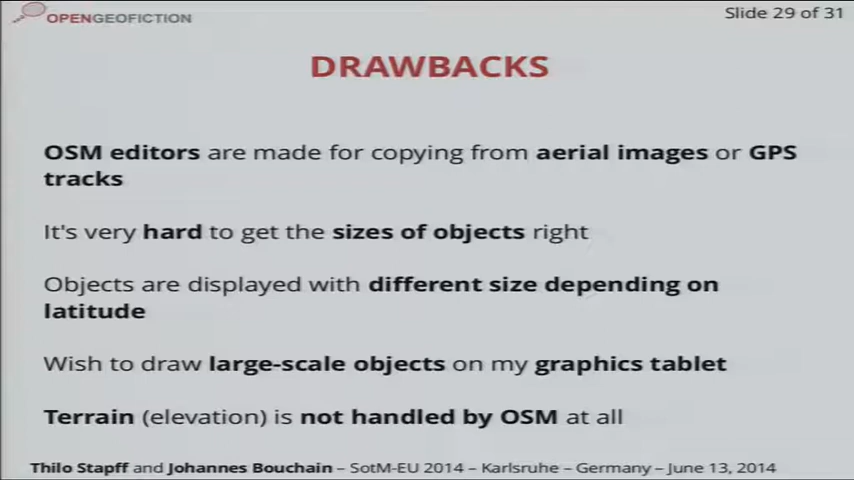 OPENGEOFICTION
Slide 29 of 31
DRAWBACKS
OSM editors are made for copying from aerial images or GPS
tracks
It's very hard to get the sizes of objects right
Objects are displayed with different size depending on
latitude
Wish to draw large-scale objects on my graphics tablet
Terrain (elevation) is not handled by OSM at all
Thilo Stapff and Johannes Bouchain – SotM-EU 2014 – Karlsruhe – Germany – June 13, 2014